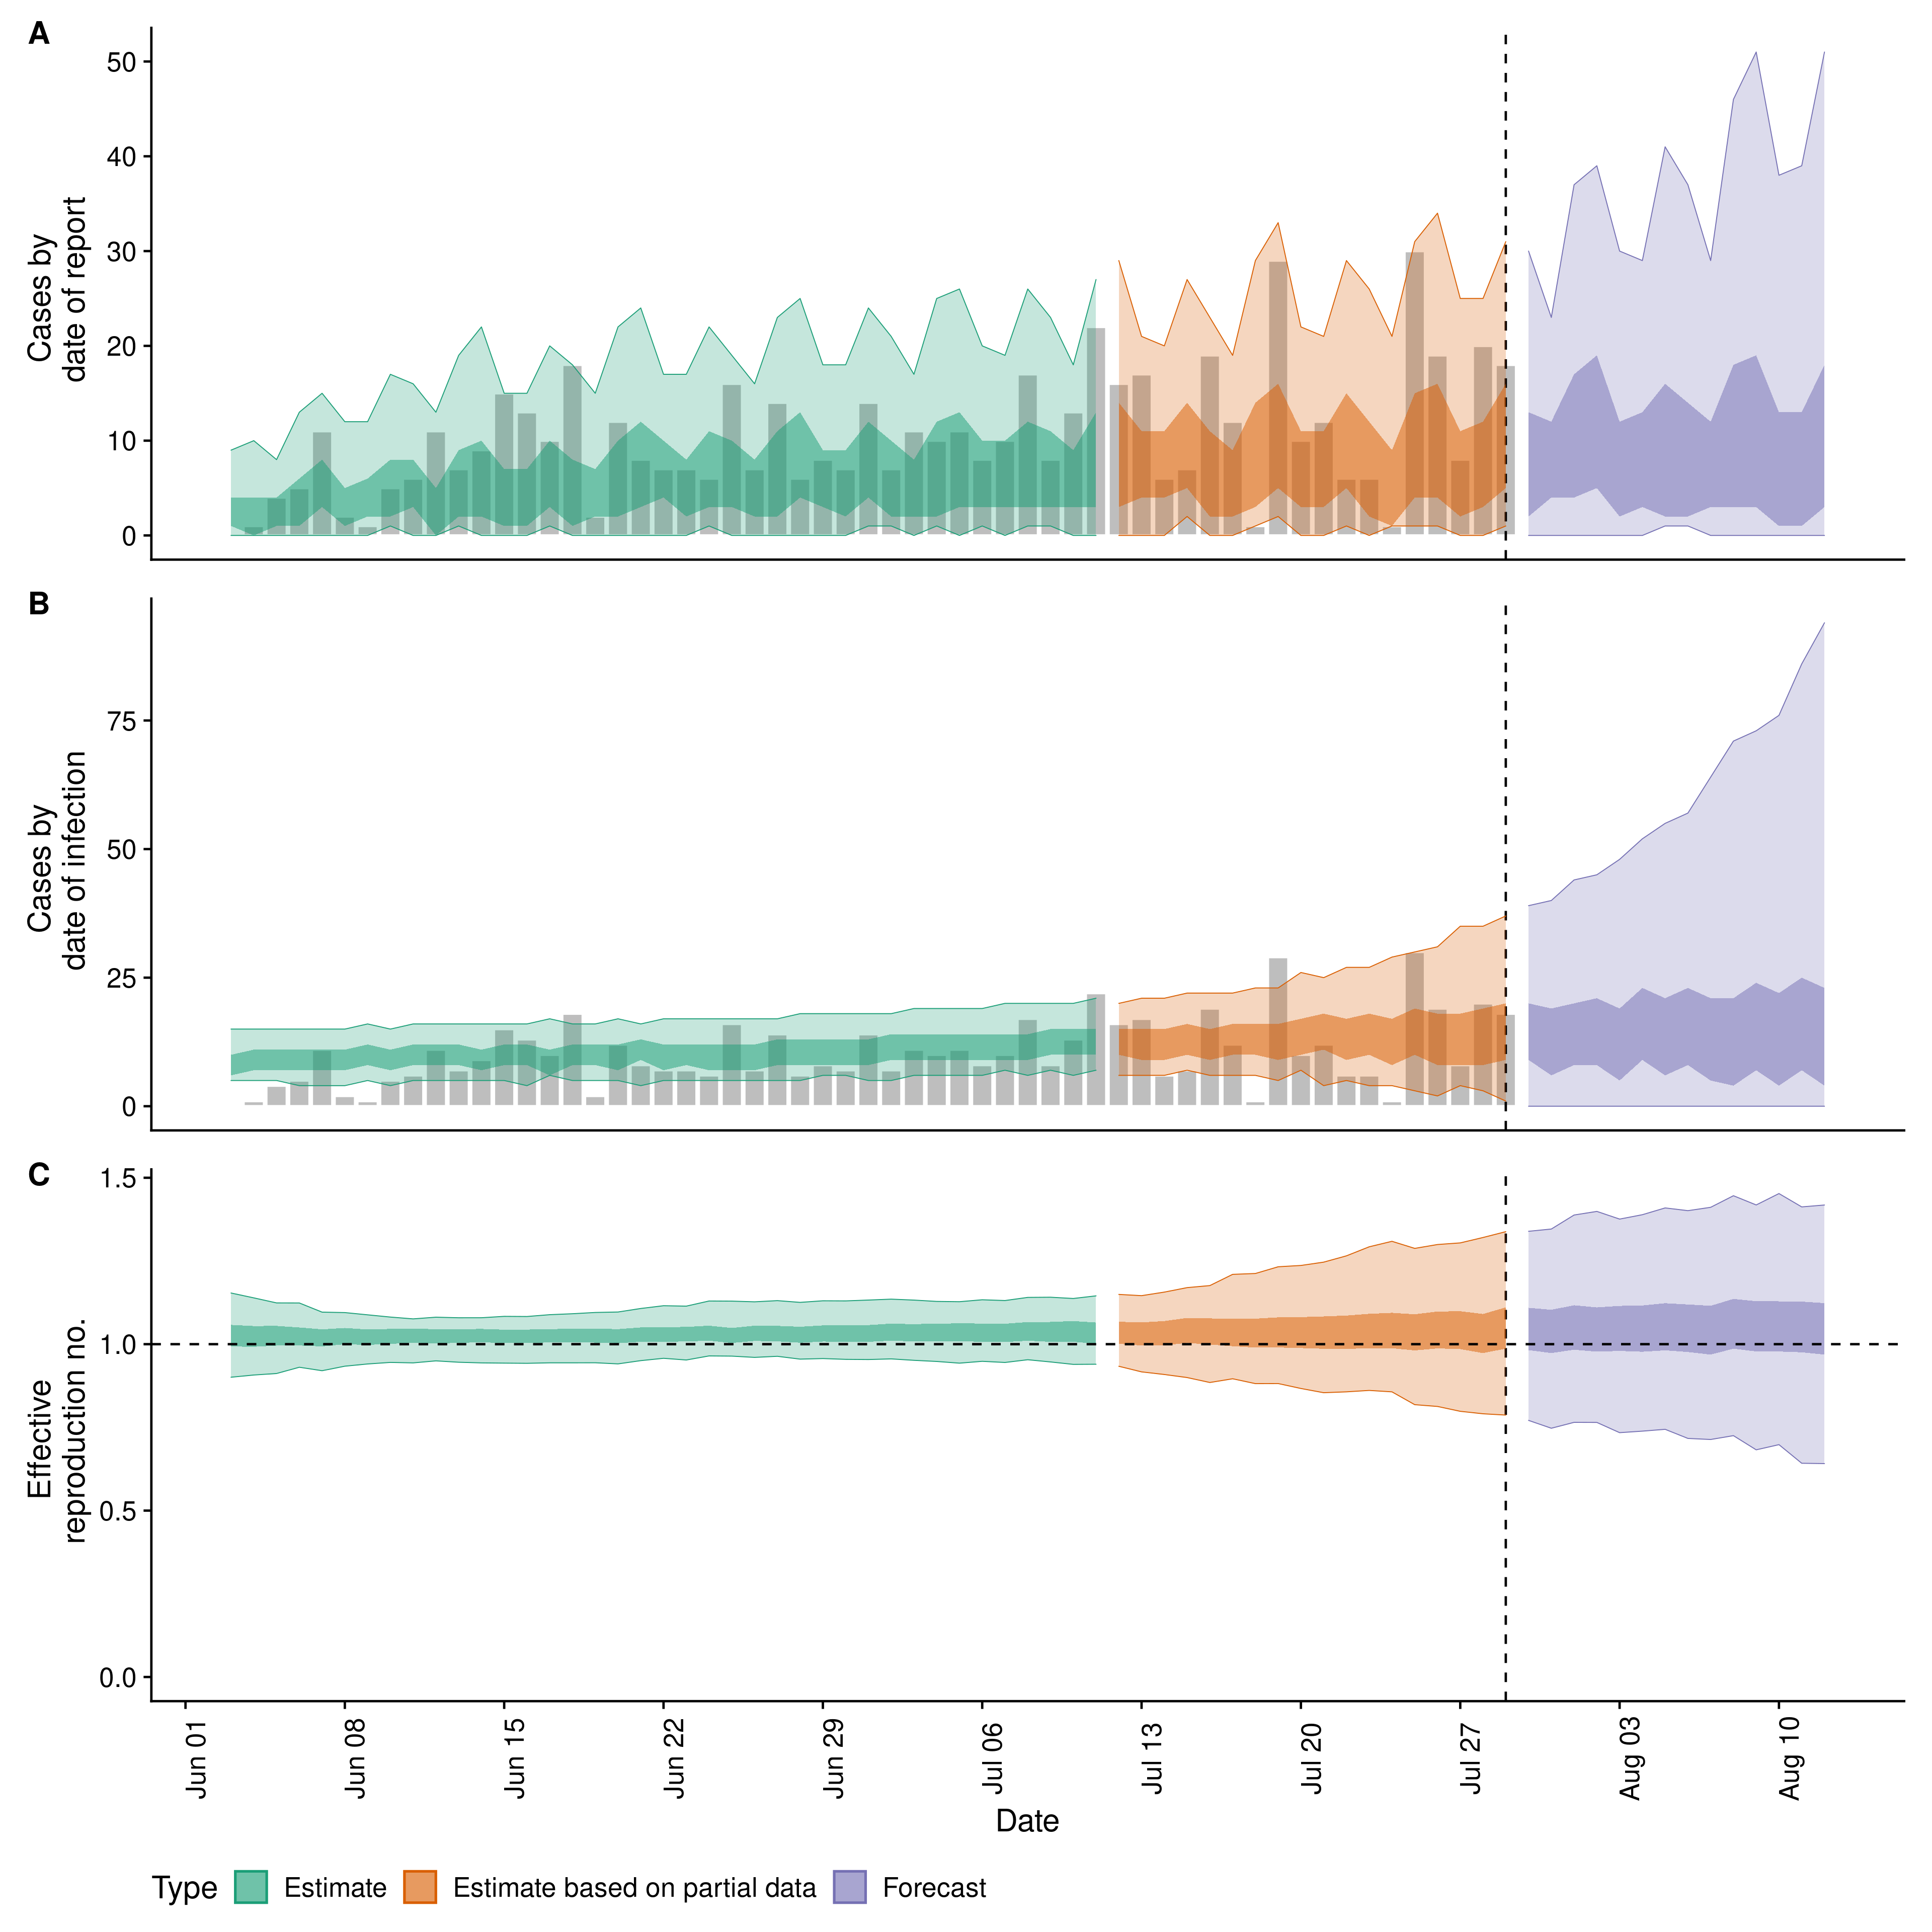 A
50
40
30
20
10
0
Cases by
date of report
B
75
50
25
0
Cases by
date of infection
C
1.5
1.0
0.5
0.0
Effective
reproduction no.
Jun 01
Jun 08
Jun 15
Jun 22
Jun 29
Jul 06
Jul 13
Jul 20
Jul 27
Aug 03
Aug 10
Date
Type Estimate Estimate based on partial data Forecast